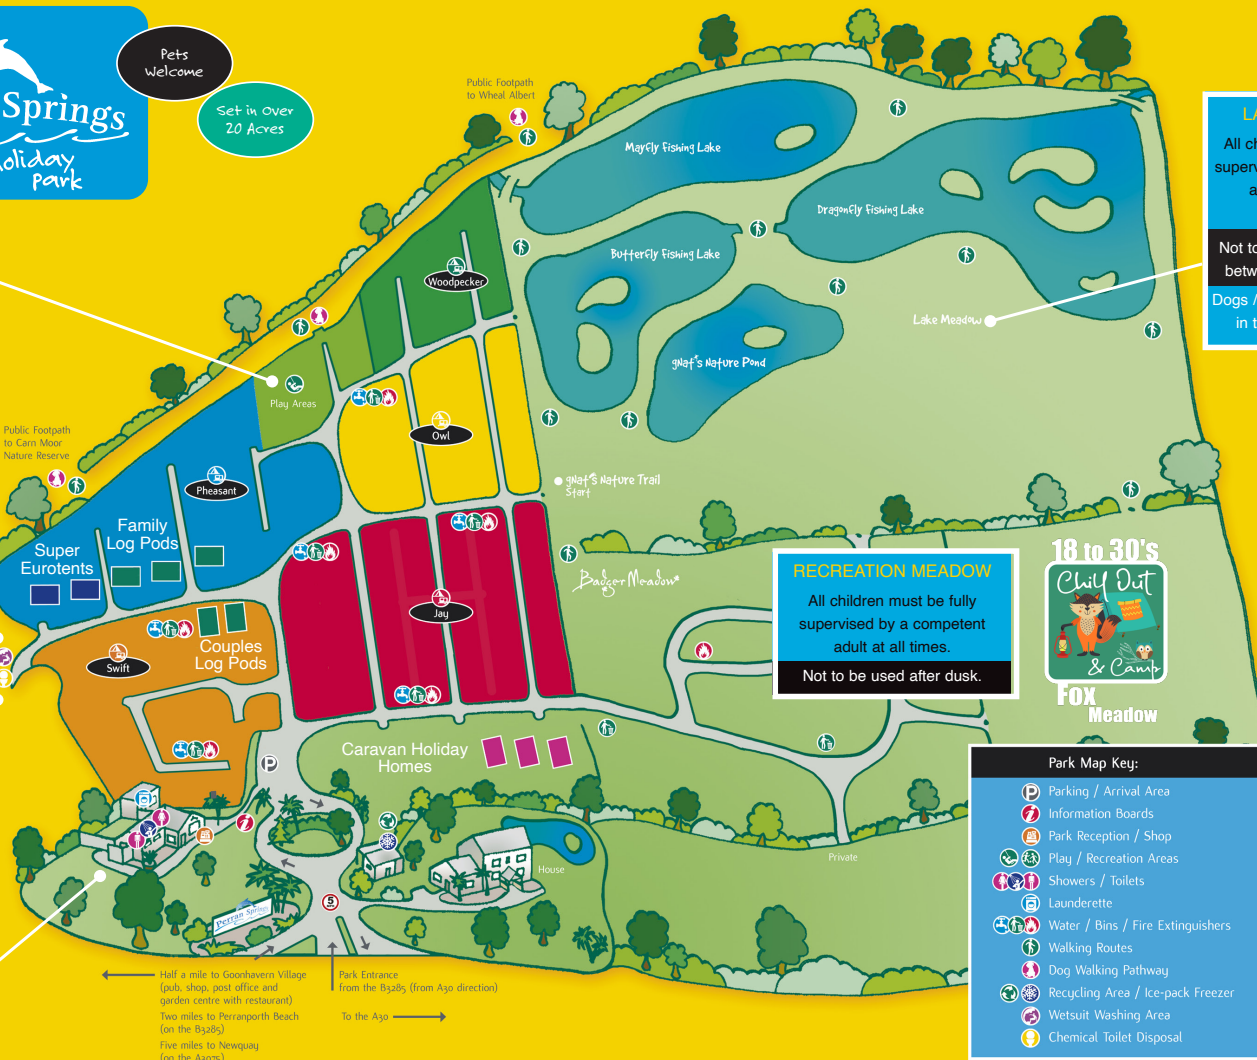 Springs
Holiday
Park
Pets
Welcome
Set in Over
20 Acres
Public Footpath
to Wheal Albert
Mayfly Fishing Lake
Dragonfly Fishing Lake
Butterfly Fishing Lake
Woodpecker
Lake Meadow
gNat's Nature Pond
Play Areas
Owl
Public Footpath
to Carn Moor
Nature Reserve
Pheasant
gNat's Nature Trail
Start
Family
Log Pods
Super
Eurotents
Badger Meadow
Jay
Couples
Log Pods
Swift
LA
All ch
superv
a
Not to
betw
Dogs /
in t
RECREATION MEADOW
All children must be fully
supervised by a competent
adult at all times.
Not to be used after dusk.
18 to 30's
Chill Out
& Camp
Fox
Meadow
Caravan Holiday
Homes
P
House
Private
5
Perran Springs
Half a mile to Goonhavern Village
(pub, shop, post office and
garden centre with restaurant)
Two miles to Perranporth Beach
(on the B3285)
Five miles to Newquay
(on the A3075)
Park Entrance
from the B3285 (from A30 direction)
To the A30
Park Map Key:
P Parking / Arrival Area
i Information Boards
Park Reception / Shop
Play / Recreation Areas
Showers / Toilets
Launderette
Water / Bins / Fire Extinguishers
Walking Routes
Dog Walking Pathway
Recycling Area / Ice-pack Freezer
Wetsuit Washing Area
Chemical Toilet Disposal